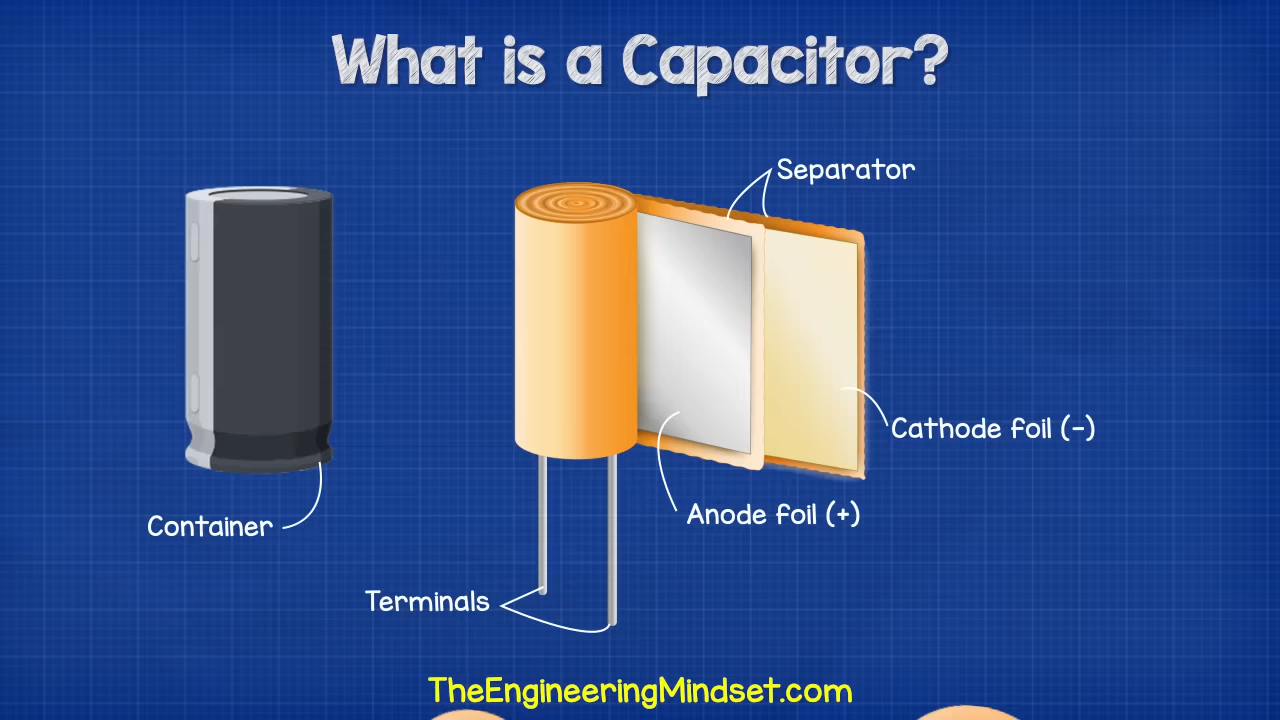 What is a Capacitor?
Separator
Cathode foil (-)
Anode foil (+)
Container
Terminals
TheEngineeringMindset.com